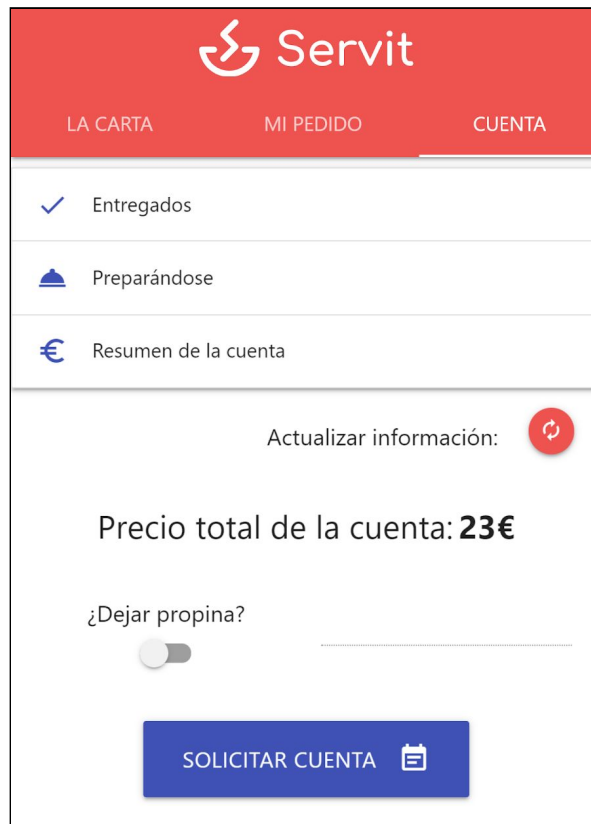 Servit
LA CARTA MI PEDIDO CUENTA
Entregados
Preparándose
Resumen de la cuenta
Actualizar información:
Precio total de la cuenta: 23€
¿Dejar propina?
SOLICITAR CUENTA